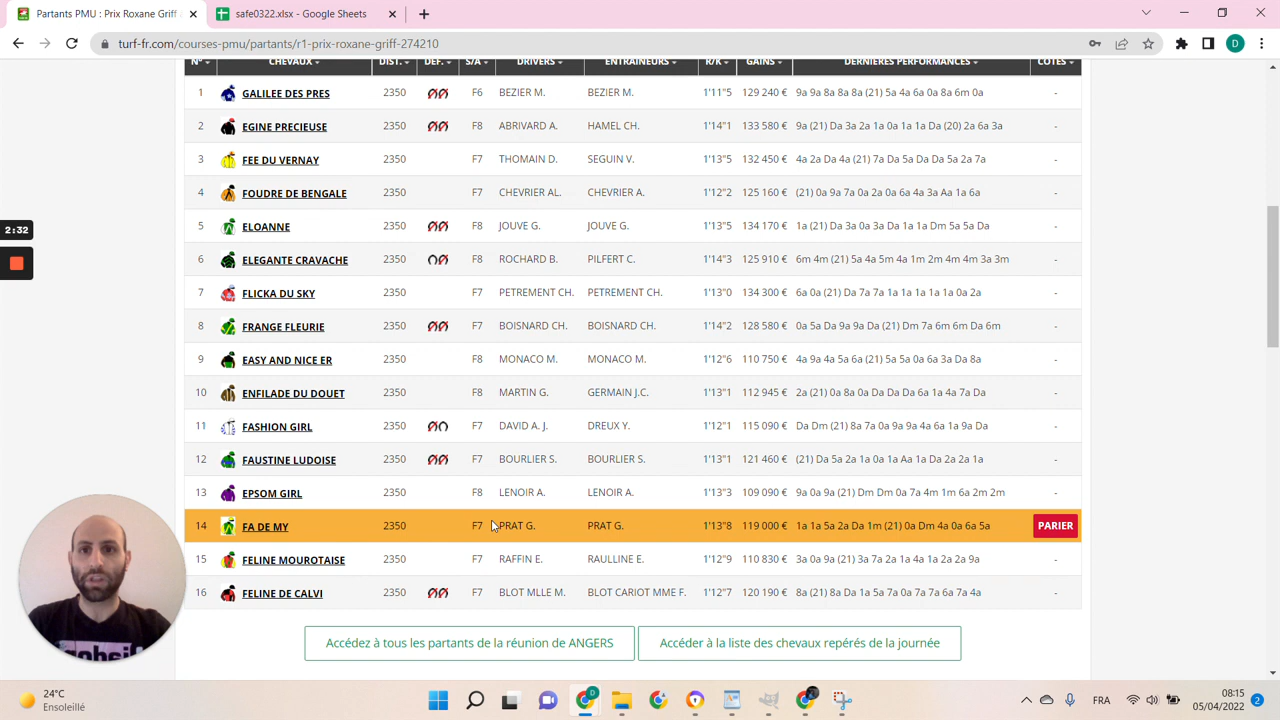 Partants PMU : Prix Roxane Griff
safe0322.xlsx - Google Sheets
turf-fr.com/courses-pmu/partants/r1-prix-roxane-griff-274210
D
N° CHEVAUX DIST. DEF. S/A DRIVERS ENTRAINEURS R/K GAINS DERNIÈRES PERFORMANCES COTES
1 GALILEE DES PRES 2350 F6 BEZIER M. BEZIER M. 1'11"5 129 240 € 9a 9a 8a 8a 8a (21) 5a 4a 6a 0a 8a 6m 0a -
2 EGINE PRECIEUSE 2350 F8 ABRIVARD A. HAMEL CH. 1'14"1 133 580 € 9a (21) Da 3a 2a 1a 0a 1a 1a Da (20) 2a 6a 3a -
3 FEE DU VERNAY 2350 F7 THOMAIN D. SEGUIN V. 1'13"5 132 450 € 4a 2a Da 4a (21) 7a Da 5a Da Da 5a 2a 7a -
4 FOUDRE DE BENGALE 2350 F7 CHEVRIER AL. CHEVRIER A. 1'12"2 125 160 € (21) 0a 9a 7a 0a 2a 0a 6a 4a 3a Aa 1a 6a -
2:32
5 ELOANNE 2350 F8 JOUVE G. JOUVE G. 1'13"5 134 170 € 1a (21) Da 3a 0a 3a Da 1a 1a Dm 5a 5a Da -
6 ELEGANTE CRAVACHE 2350 F8 ROCHARD B. PILFERT C. 1'14"3 125 910 € 6m 4m (21) 5a 4a 5m 4a 1m 2m 4m 4m 3a 3m -
7 FLICKA DU SKY 2350 F7 PETREMENT CH. PETREMENT CH. 1'13"0 134 300 € 6a 0a (21) Da 7a 7a 1a 1a 1a 1a 1a 0a 2a -
8 FRANGE FLEURIE 2350 F7 BOISNARD CH. BOISNARD CH. 1'14"2 128 580 € 0a 5a Da 9a 9a Da (21) Dm 7a 6m 6m Da 6m -
9 EASY AND NICE ER 2350 F8 MONACO M. MONACO M. 1'12"6 110 750 € 4a 9a 4a 5a 6a (21) 5a 5a 0a 6a 3a Da 8a -
10 ENFILADE DU DOUET 2350 F8 MARTIN G. GERMAIN J.C. 1'13"1 112 945 € 2a (21) 0a 8a 0a Da Da Da 6a 1a 4a 7a Da -
11 FASHION GIRL 2350 F7 DAVID A. J. DREUX Y. 1'12"1 115 090 € Da Dm (21) 8a 7a 0a 9a 9a 4a 6a 1a 9a Da -
12 FAUSTINE LUDOISE 2350 F7 BOURLIER S. BOURLIER S. 1'13"1 121 460 € (21) Da 5a 2a 1a 0a 1a Aa 1a Da 2a 2a 1a -
13 EPSOM GIRL 2350 F8 LENOIR A. LENOIR A. 1'13"3 109 090 € 9a 0a 9a (21) Dm Dm 0a 7a 4m 1m 6a 2m 2m -
14 FA DE MY 2350 F7 PRAT G. PRAT G. 1'13"8 119 000 € 1a 1a 5a 2a Da 1m (21) 0a Dm 4a 0a 6a 5a PARIER
15 FELINE MOUROTAISE 2350 F7 RAFFIN E. RAULLINE E. 1'12"9 110 830 € 3a 0a 9a (21) 3a 7a 2a 1a 4a 1a 2a 2a 9a -
16 FELINE DE CALVI 2350 F7 BLOT MLLE M. BLOT CARIOT MME F. 1'12"7 120 190 € 8a (21) 8a Da 1a 5a 7a 0a 7a 7a 6a 7a 4a -
Accédez à tous les partants de la réunion de ANGERS
Accéder à la liste des chevaux repérés de la journée
24°C
Ensoleillé
D
FRA
08:15
05/04/2022
2